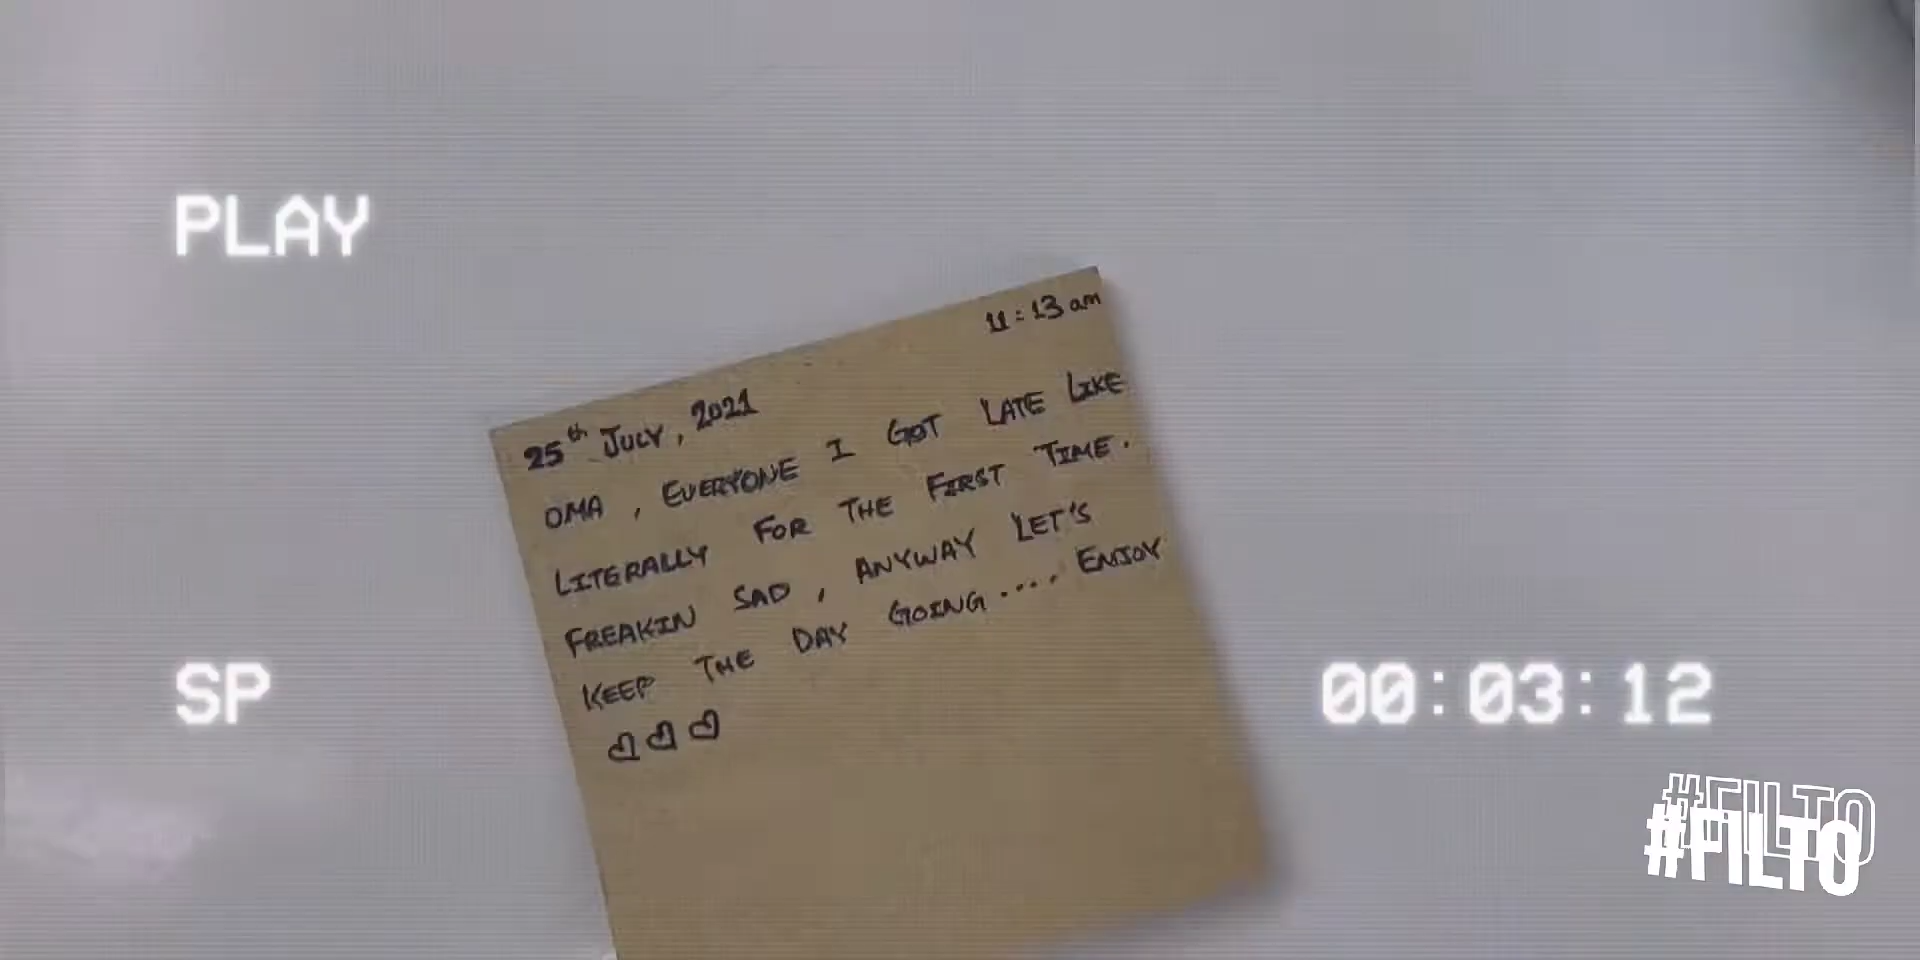 PLAY
11:13 am
25th JULY, 2021
OMA, EVERYONE I GOT LATE LIKE
LITERALLY FOR THE FIRST TIME.
FREAKIN SAD, ANYWAY LET'S
KEEP THE DAY GOING.... ENJOY
♡♡♡
SP
00:03:12
#FILTO
#FILTO